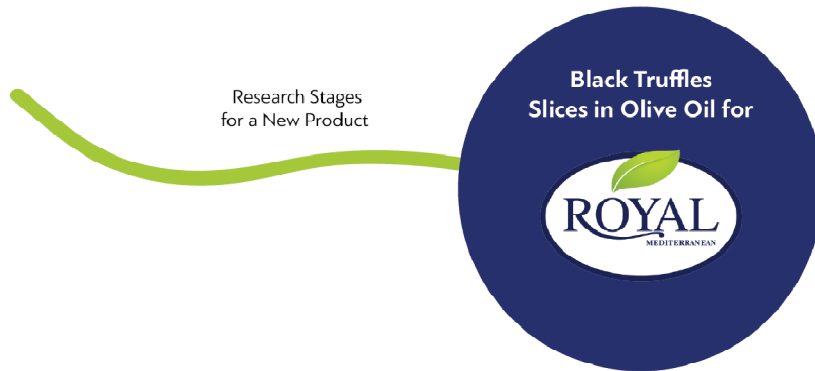 Research Stages
for a New Product
Black Truffles
Slices in Olive Oil for
ROYAL
MEDITERRANEAN